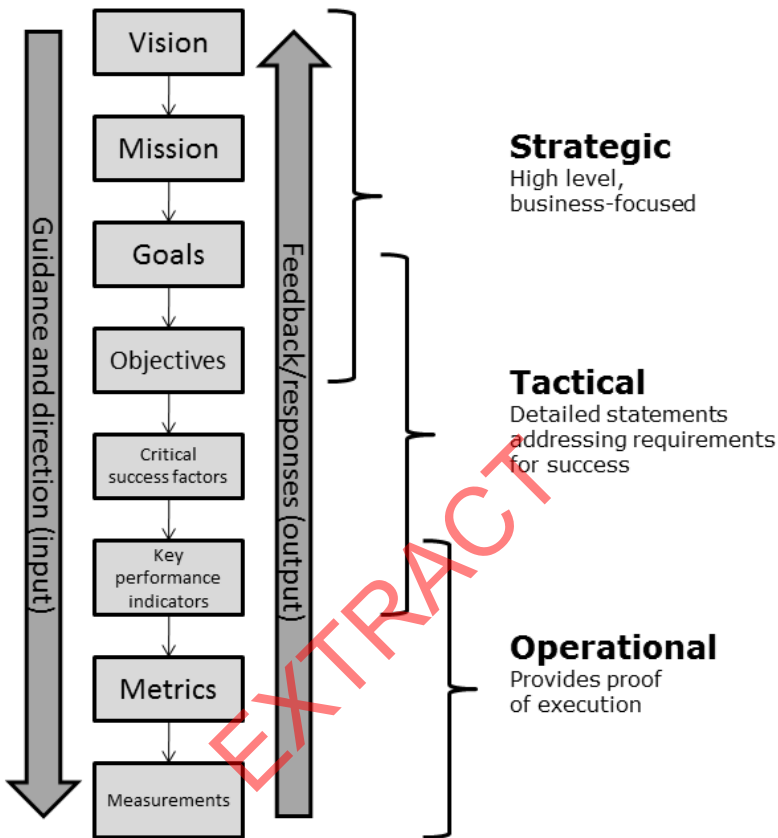 Vision
Mission
Goals
Objectives
Critical
success factors
Key
performance
indicators
Metrics
Measurements
Guidance and direction (input)
Feedback/responses (output)
Strategic
High level,
business-focused
Tactical
Detailed statements
addressing requirements
for success
Operational
Provides proof
of execution
EXTRACT